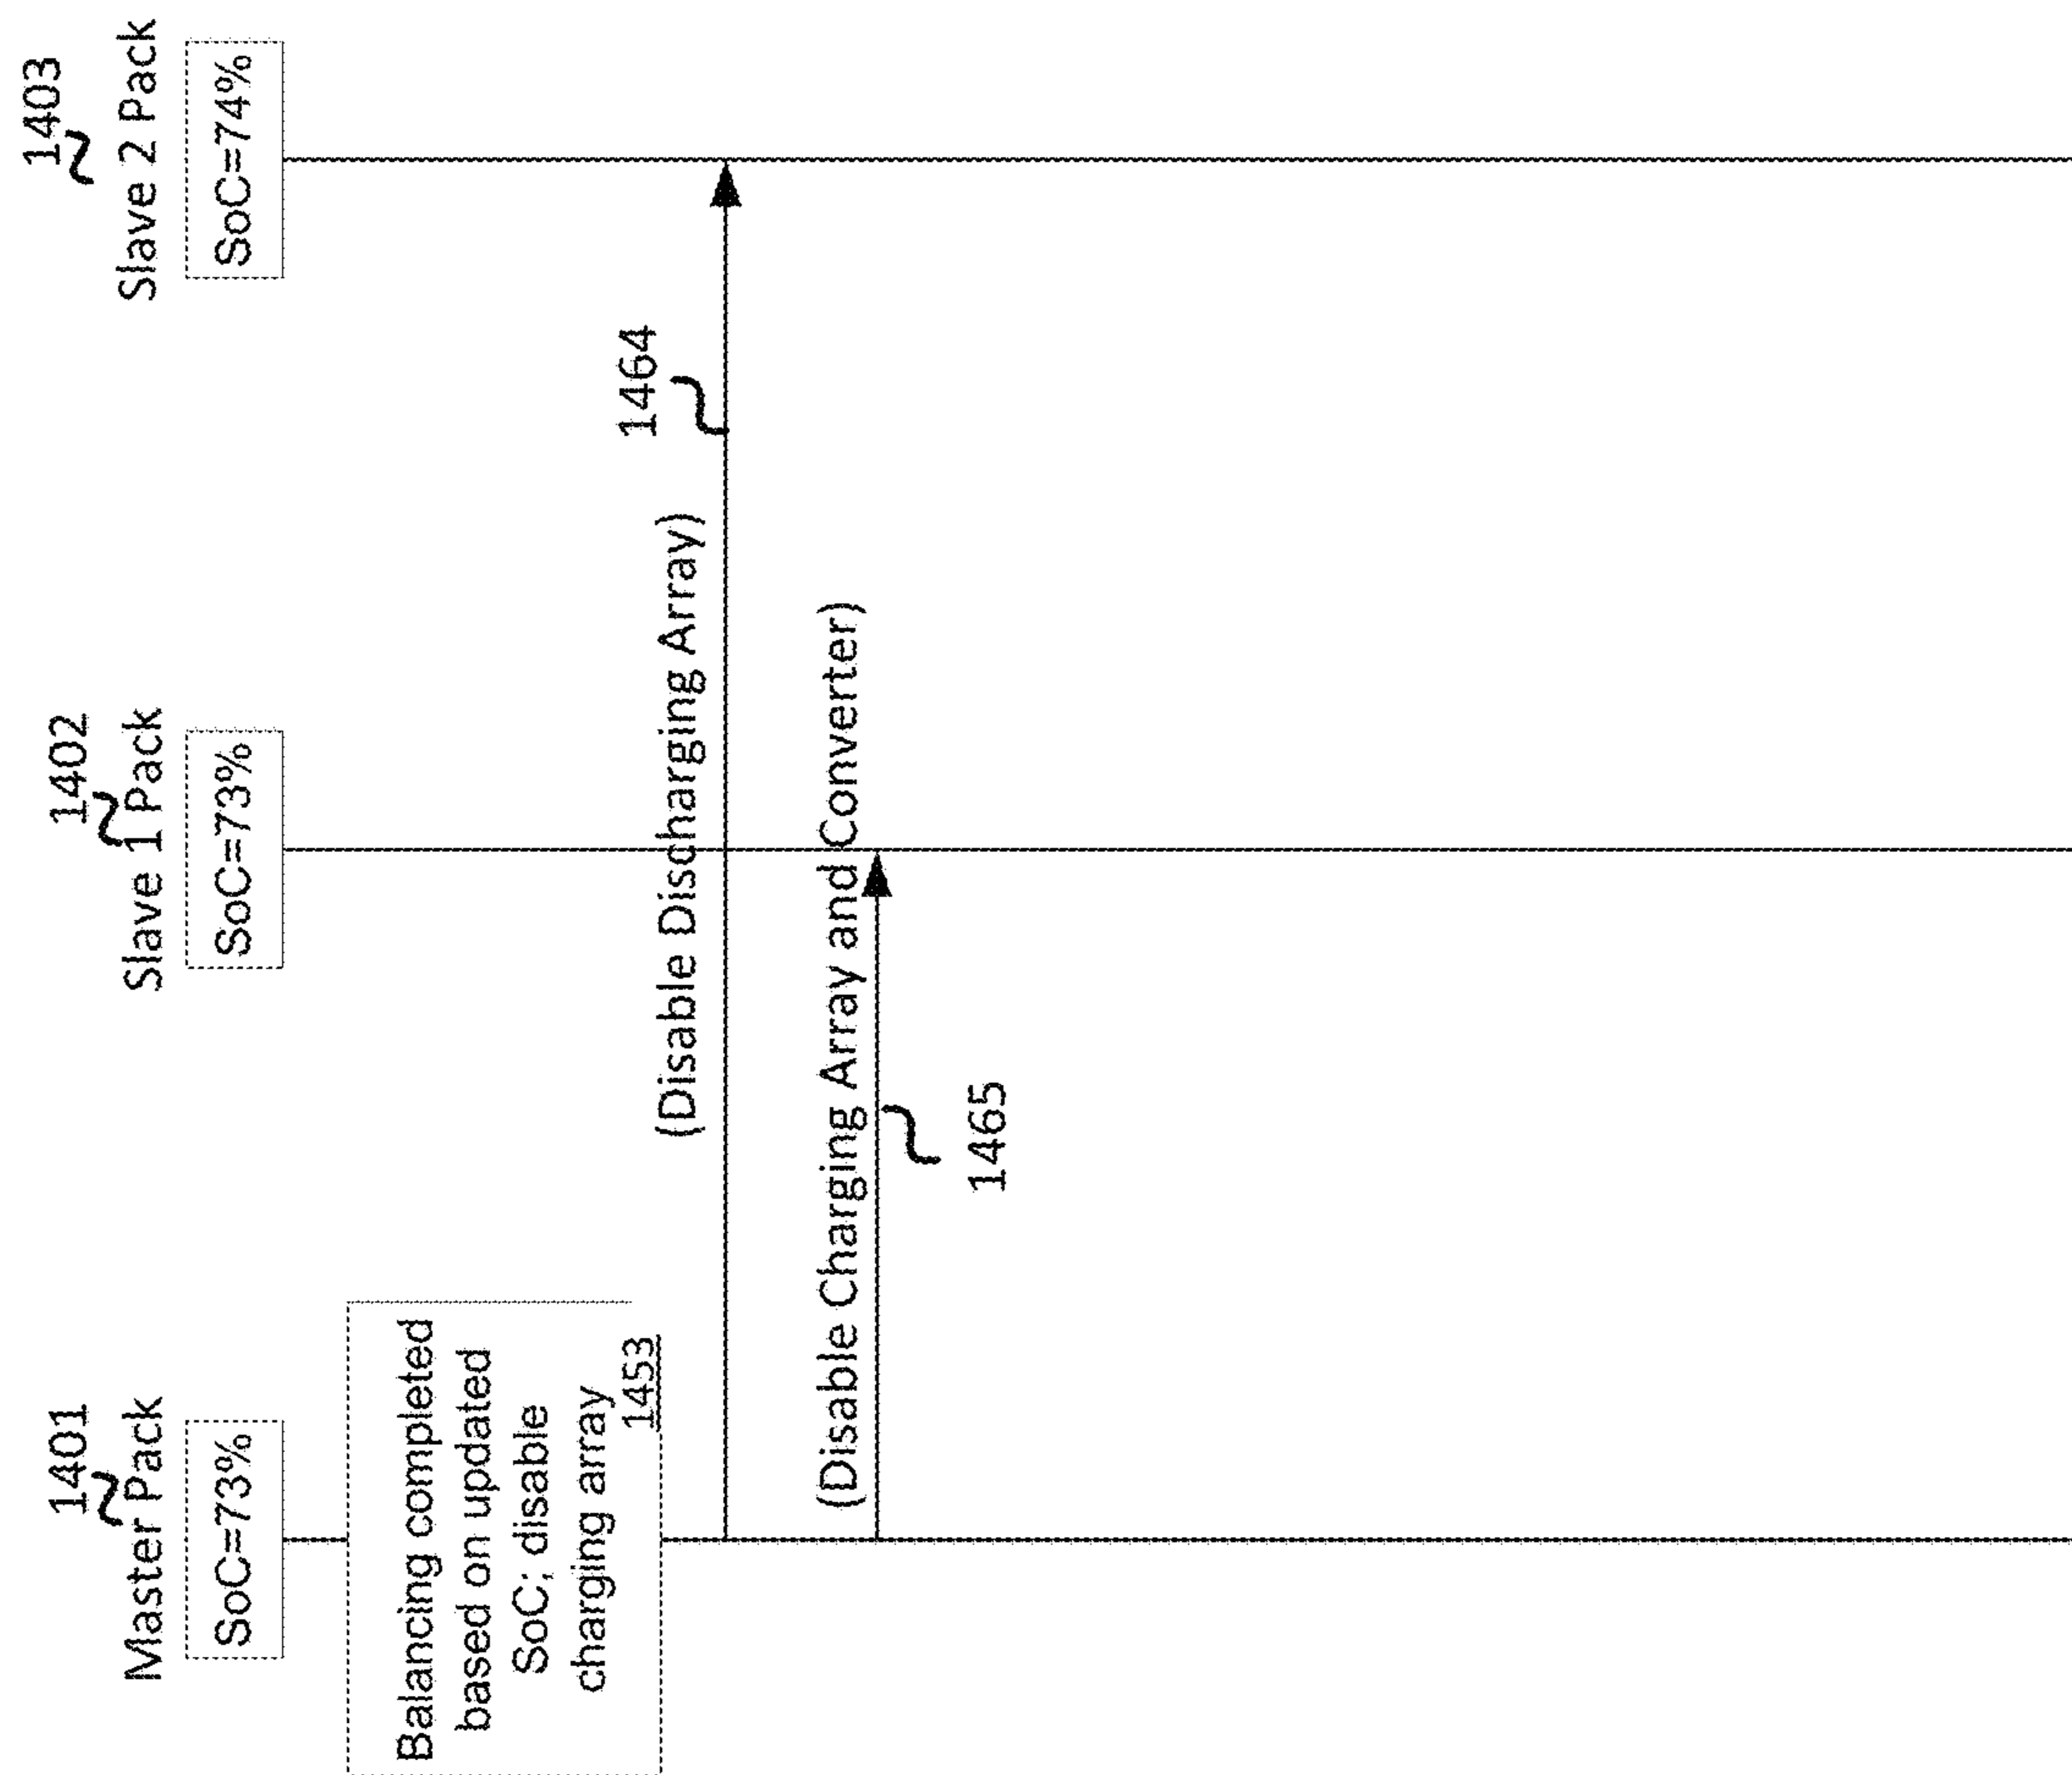 1401
Master Pack
SoC=73%
1402
Slave 1 Pack
SoC=73%
1403
Slave 2 Pack
SoC=74%
Balancing completed
based on updated
SoC; disable
charging array
1453
(Disable Discharging Array)
1464
(Disable Charging Array and Converter)
1465